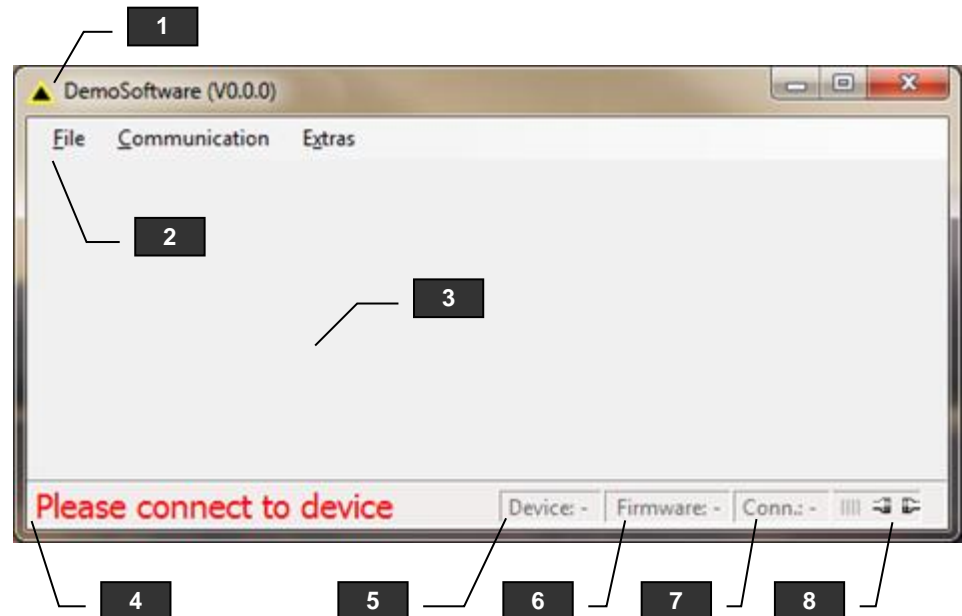 1
DemoSoftware (V0.0.0)
File Communication Extras
2
3
Please connect to device Device: - Firmware: - Conn.: -
4 5 6 7 8